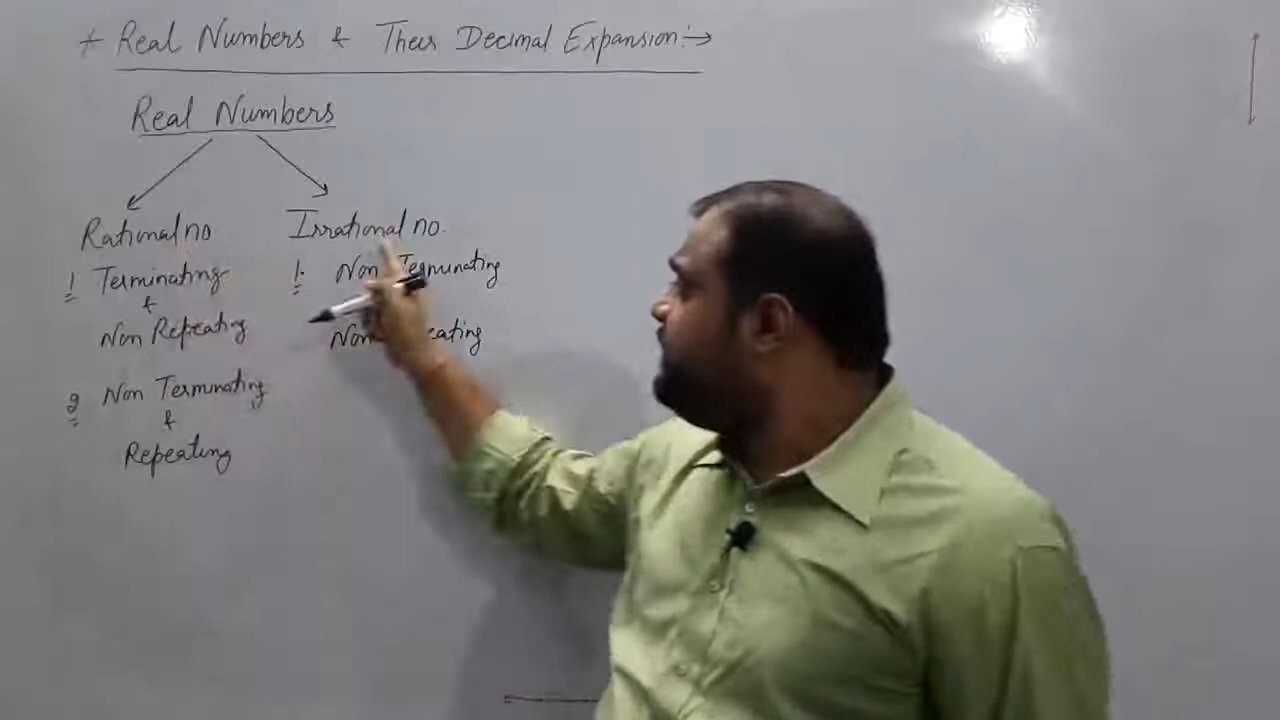 * Real Numbers & Their Decimal Expansion:→
Real Numbers
Rational no
Irrational no.
1 Terminating
&
Non Repeating
1. Non Terminating
Non
2 Non Terminating
&
Repeating